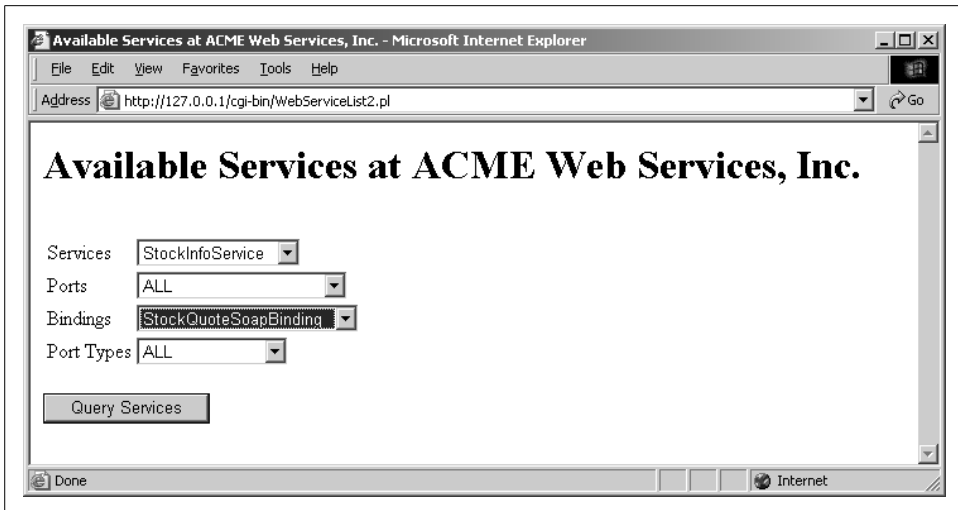 Available Services at ACME Web Services, Inc. - Microsoft Internet Explorer
File Edit View Favorites Tools Help
Address http://127.0.0.1/cgi-bin/WebServiceList2.pl Go
Available Services at ACME Web Services, Inc.
Services StockInfoService
Ports ALL
Bindings StockQuoteSoapBinding
Port Types ALL
Query Services
Done Internet